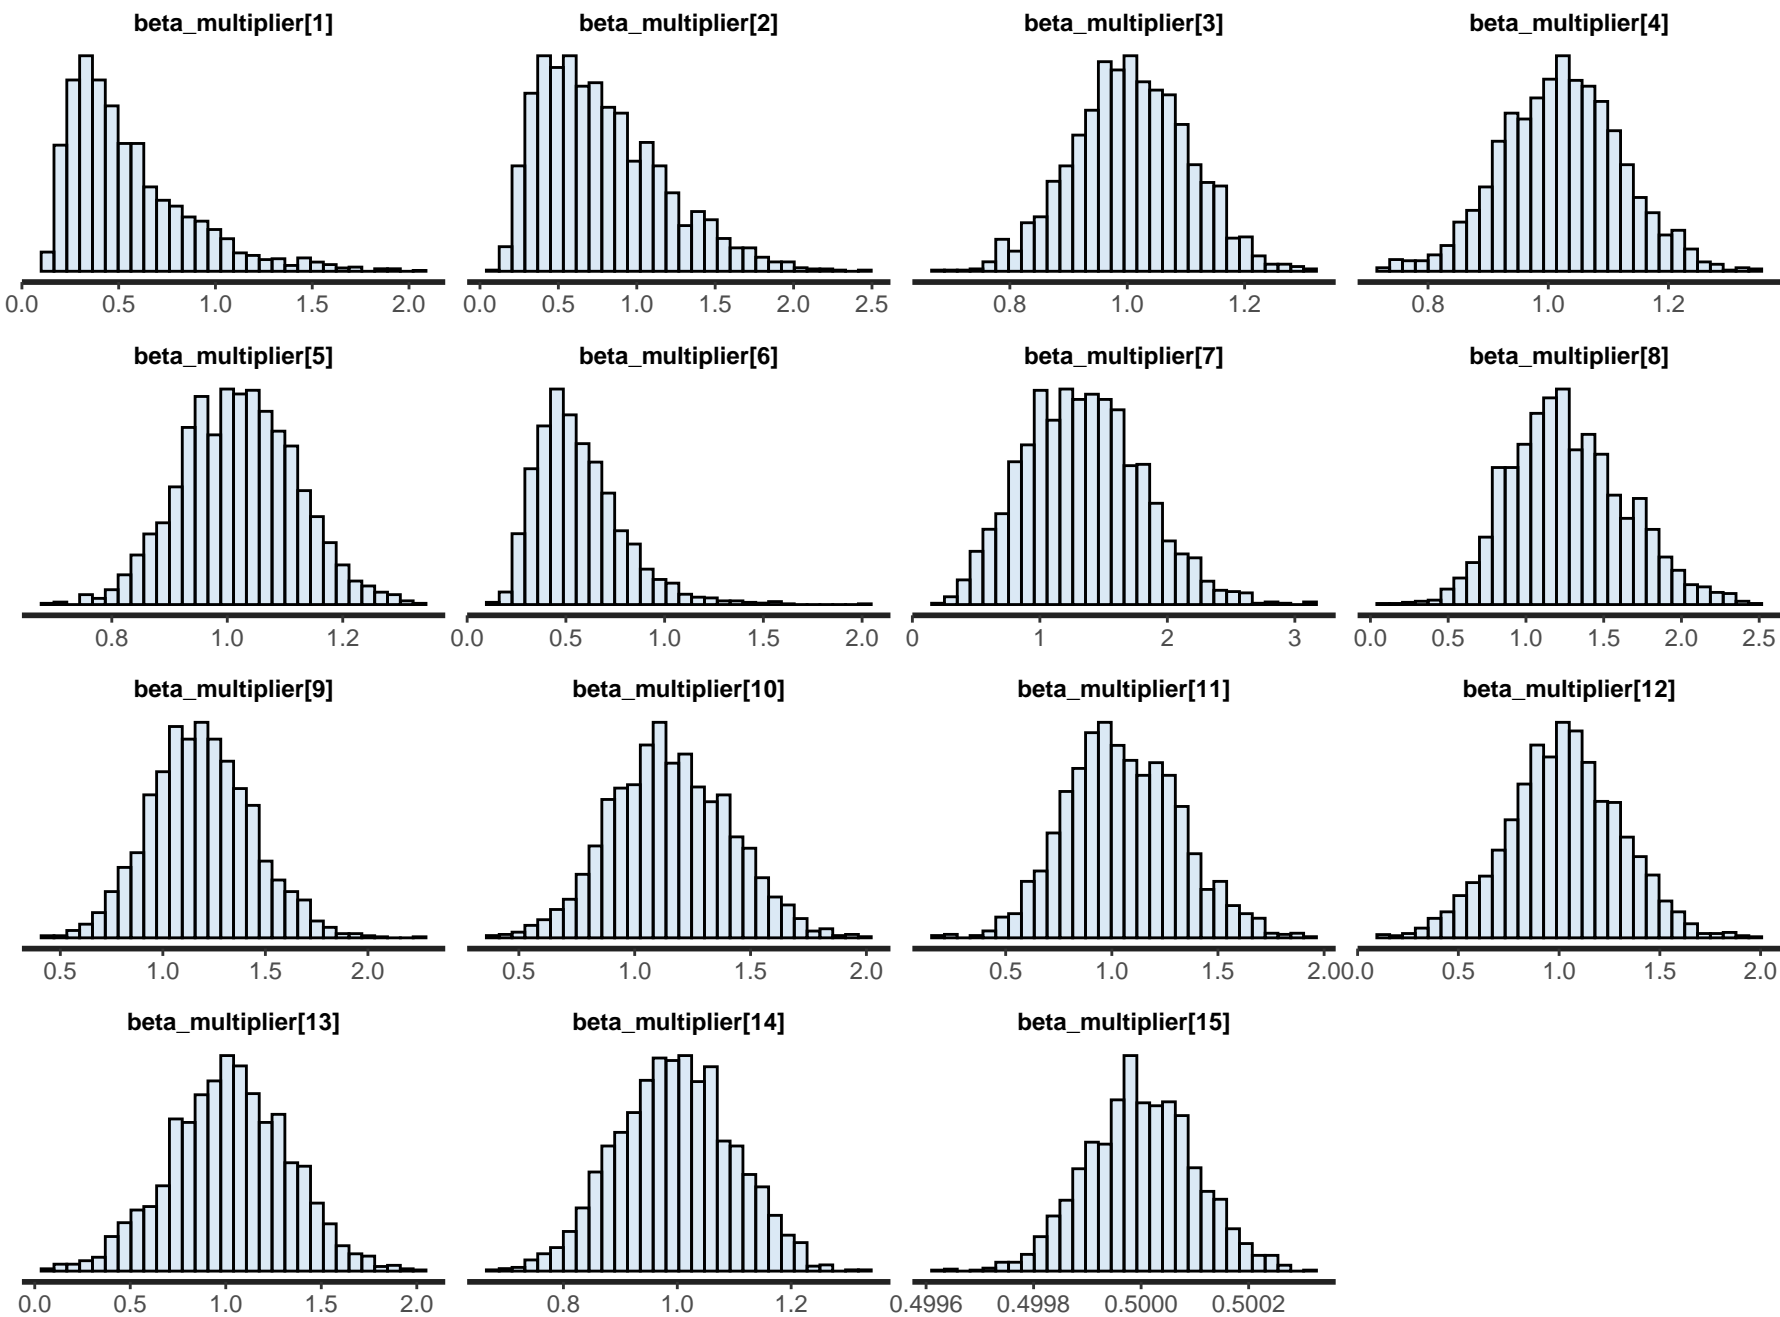 beta_multiplier[1] beta_multiplier[2] beta_multiplier[3] beta_multiplier[4]
0.0 0.5 1.0 1.5 2.0 0.0 0.5 1.0 1.5 2.0 2.5 0.8 1.0 1.2 0.8 1.0 1.2
beta_multiplier[5] beta_multiplier[6] beta_multiplier[7] beta_multiplier[8]
0.8 1.0 1.2 0.0 0.5 1.0 1.5 2.0 0 1 2 3 0.0 0.5 1.0 1.5 2.0 2.5
beta_multiplier[9] beta_multiplier[10] beta_multiplier[11] beta_multiplier[12]
0.5 1.0 1.5 2.0 0.5 1.0 1.5 2.0 0.5 1.0 1.5 2.0 0.0 0.5 1.0 1.5 2.0
beta_multiplier[13] beta_multiplier[14] beta_multiplier[15]
0.0 0.5 1.0 1.5 2.0 0.8 1.0 1.2 0.4996 0.4998 0.5000 0.5002